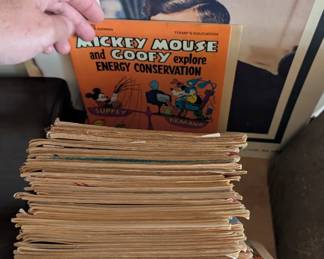 MICKEY MOUSE
and GOOFY explore
ENERGY CONSERVATION
SUPPLY
DEMAND